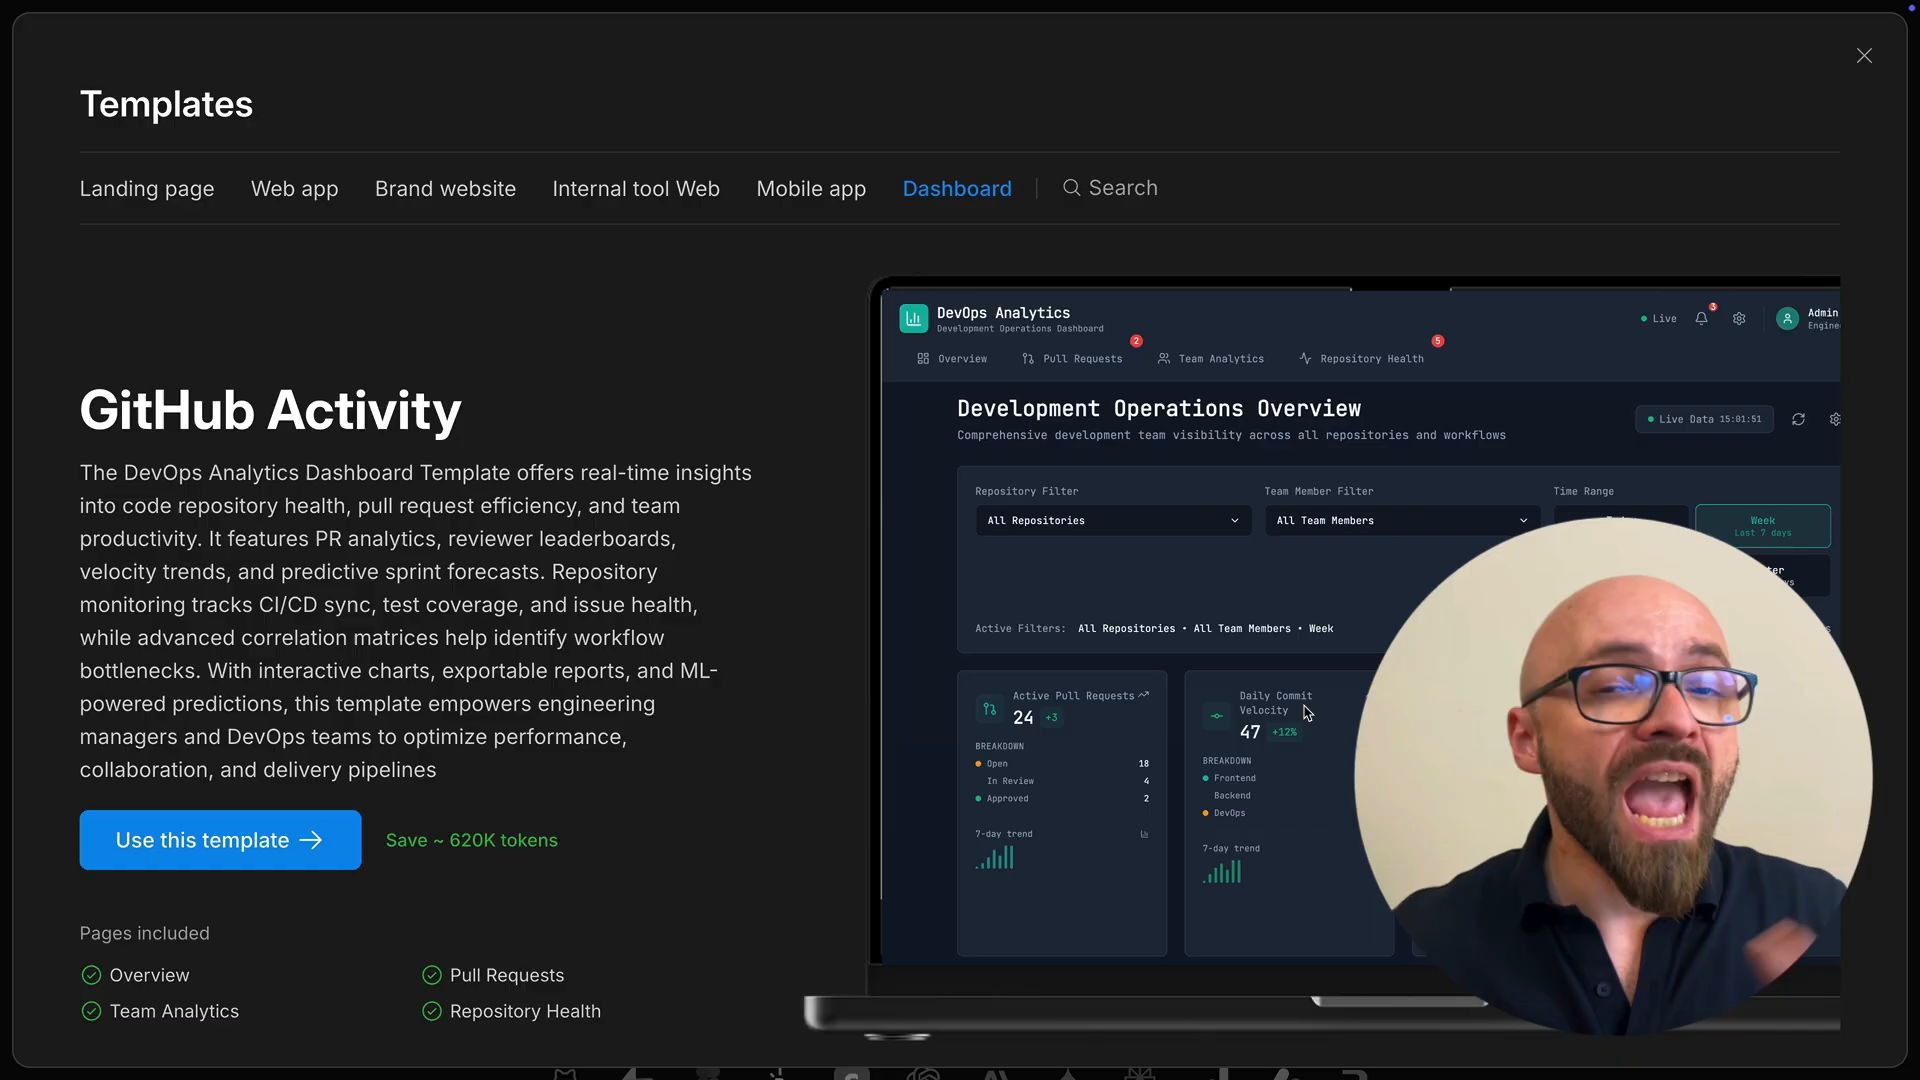 Templates
Landing page
Web app
Brand website
Internal tool Web
Mobile app
Dashboard
Search
GitHub Activity
The DevOps Analytics Dashboard Template offers real-time insights
into code repository health, pull request efficiency, and team
productivity. It features PR analytics, reviewer leaderboards,
velocity trends, and predictive sprint forecasts. Repository
monitoring tracks CI/CD sync, test coverage, and issue health,
while advanced correlation matrices help identify workflow
bottlenecks. With interactive charts, exportable reports, and ML-
powered predictions, this template empowers engineering
managers and DevOps teams to optimize performance,
collaboration, and delivery pipelines
Use this template
Save ~ 620K tokens
Pages included
Overview
Pull Requests
Team Analytics
Repository Health
DevOps Analytics
Development Operations Dashboard
Live
3
Admin
Overview
Pull Requests
2
Team Analytics
Repository Health
5
Development Operations Overview
Comprehensive development team visibility across all repositories and workflows
Live Data 15:01:51
Repository Filter
All Repositories
Team Member Filter
All Team Members
Time Range
Week
Last 7 days
Active Filters: All Repositories • All Team Members • Week
Active Pull Requests
24 +3
BREAKDOWN
Open 18
In Review 4
Approved 2
7-day trend
Daily Commit
Velocity
47 +12%
BREAKDOWN
Frontend
Backend
DevOps
7-day trend